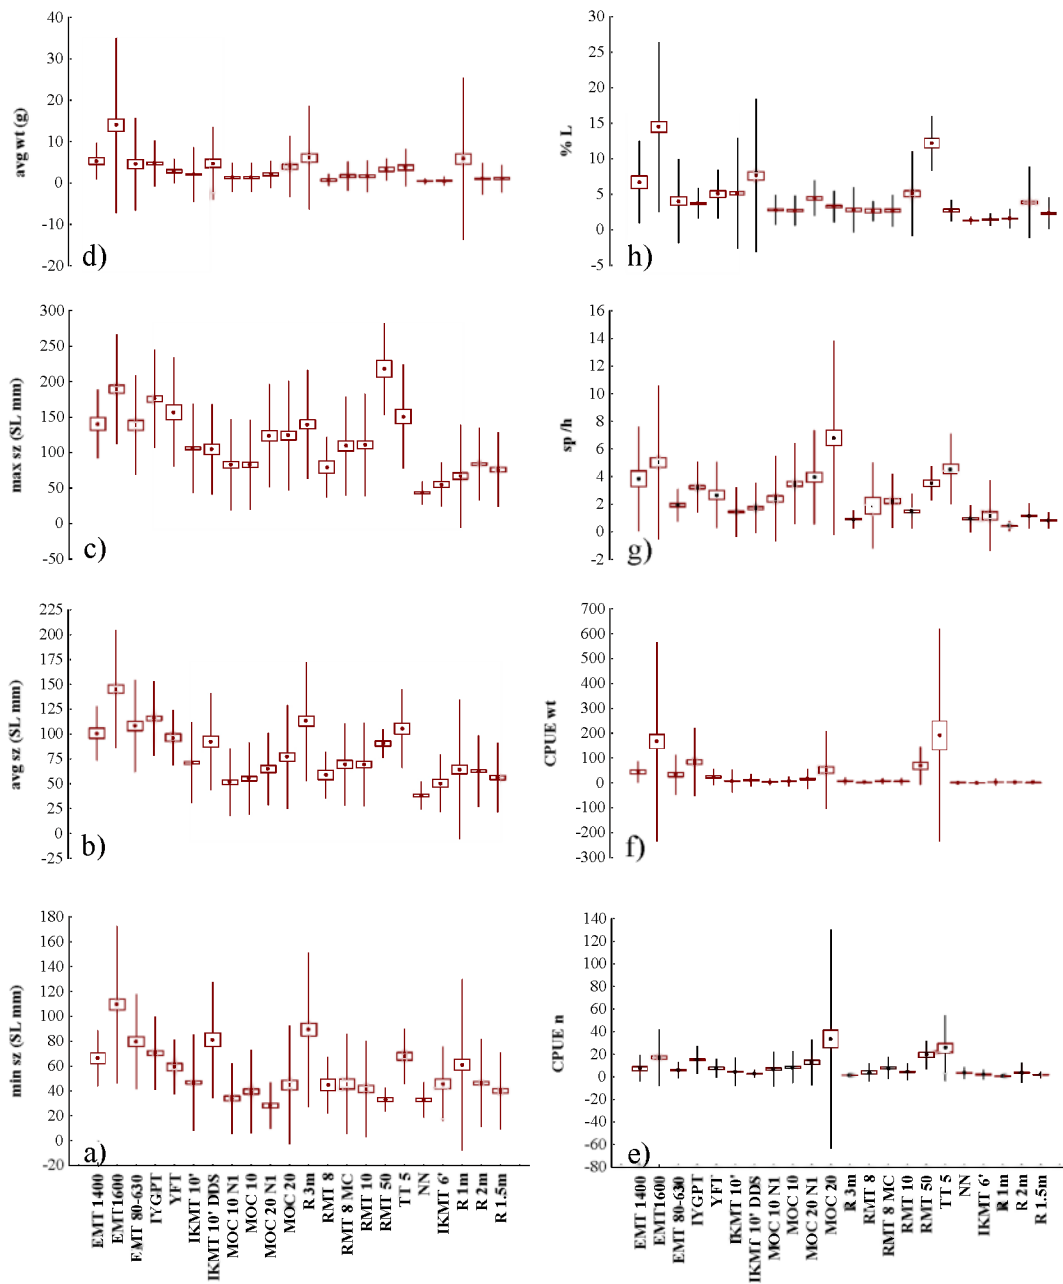 avg wt (g)
40
30
20
10
0
-10
-20
d)
% L
30
25
20
15
10
5
0
-5
h)
max sz (SL mm)
300
250
200
150
100
50
0
-50
c)
sp /h
16
14
12
10
8
6
4
2
0
-2
g)
avg sz (SL mm)
225
200
175
150
125
100
75
50
25
0
-25
b)
CPUE wt
700
600
500
400
300
200
100
0
-100
-200
-300
f)
min sz (SL mm)
180
160
140
120
100
80
60
40
20
0
-20
a)
CPUE n
140
120
100
80
60
40
20
0
-20
-40
-60
-80
e)
EMT 1400
EMT1600
EMT 80-630
IYGPT
YFT
IKMT 10'
IKMT 10' DDS
MOC 10 N1
MOC 10
MOC 20 N1
MOC 20
R 3m
RMT 8
RMT 8 MC
RMT 10
RMT 50
TT 5
NN
IKMT 6'
R 1m
R 2m
R 1.5m
EMT 1400
EMT1600
EMT 80-630
IYGPT
YFT
IKMT 10'
IKMT 10' DDS
MOC 10 N1
MOC 10
MOC 20 N1
MOC 20
R 3m
RMT 8
RMT 8 MC
RMT 10
RMT 50
TT 5
NN
IKMT 6'
R 1m
R 2m
R 1.5m